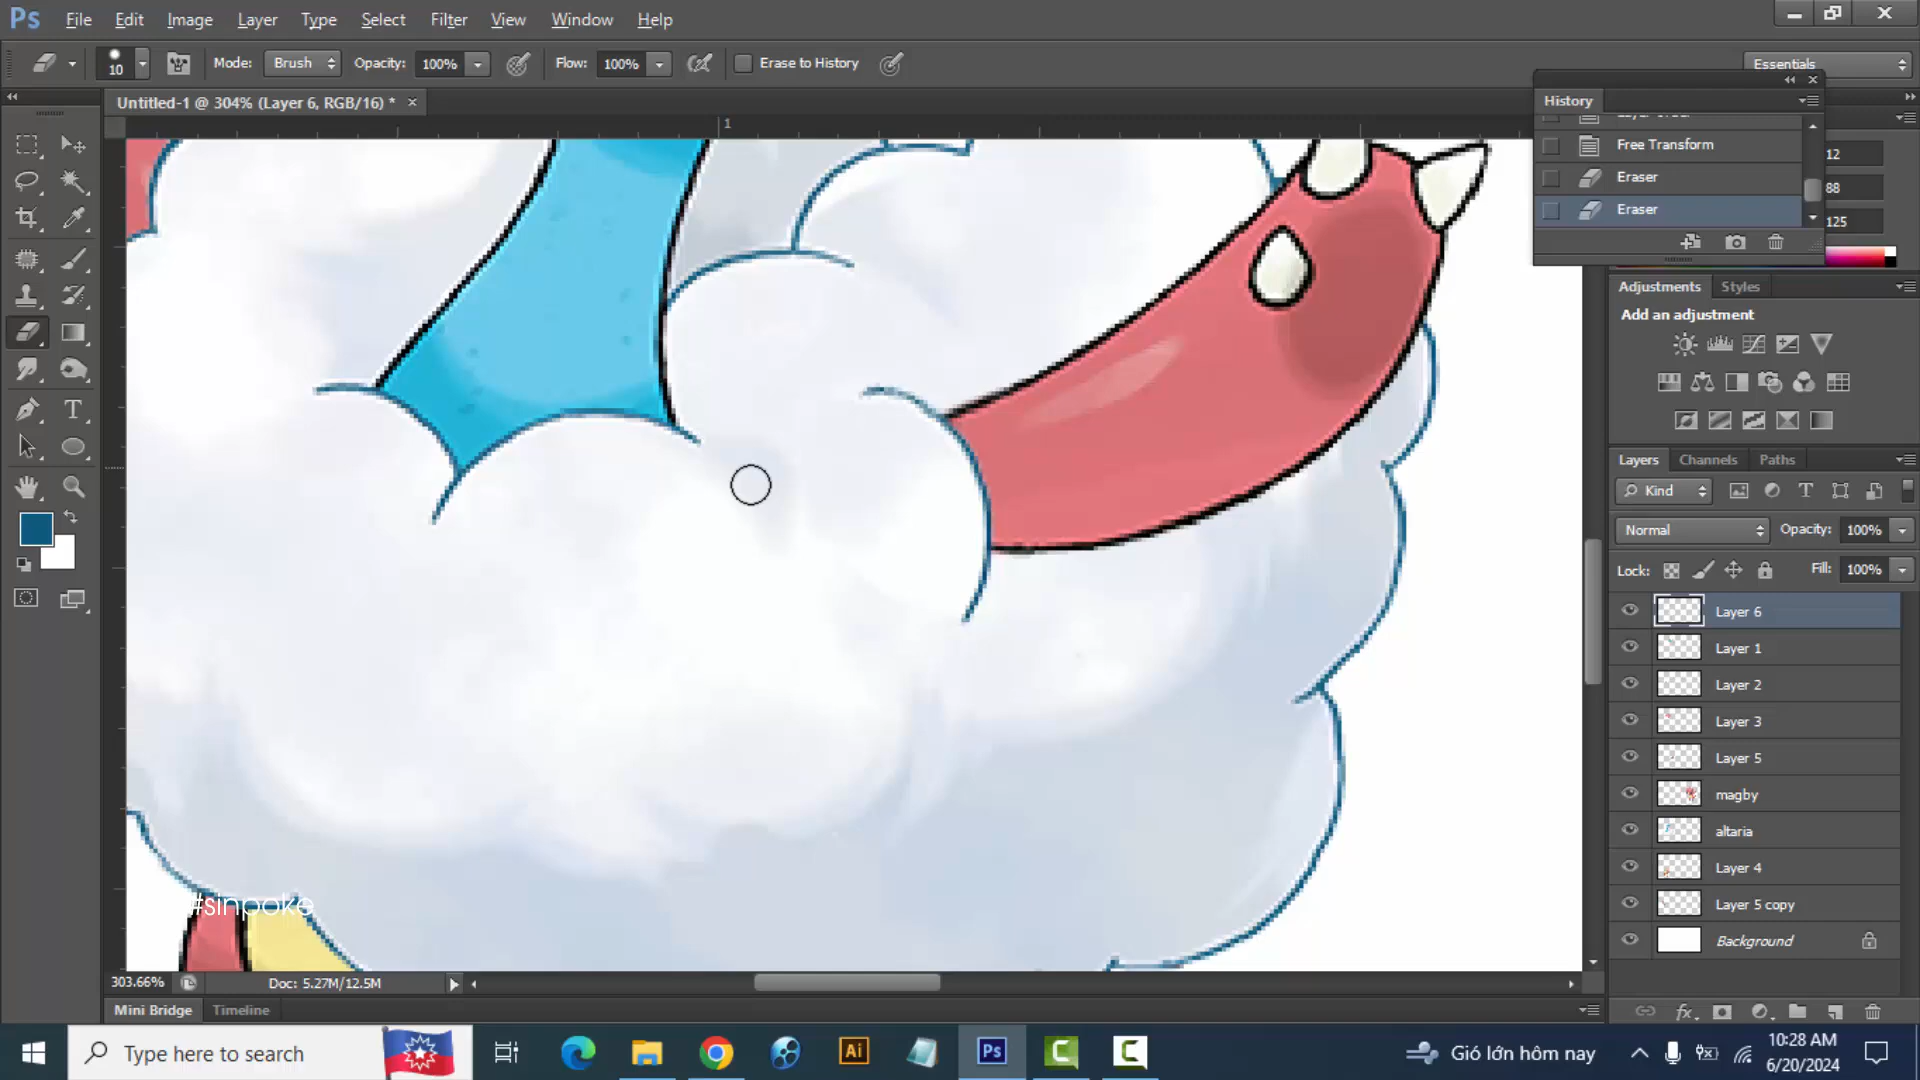 Ps File Edit Image Layer Type Select Filter View Window Help
10 Mode: Brush Opacity: 100% Flow: 100% Erase to History Essentials
Untitled-1 @ 304% (Layer 6, RGB/16) *
1
History
Free Transform
Eraser
Eraser
12
88
125
Adjustments Styles
Add an adjustment
Layers Channels Paths
Kind
Normal Opacity: 100%
Lock: Fill: 100%
Layer 6
Layer 1
Layer 2
Layer 3
Layer 5
magby
altaria
Layer 4
Layer 5 copy
Background
#sinpoke
303.66% Doc: 5.27M/12.5M
Mini Bridge Timeline
fx
Type here to search
Ai
Ps
C
C
Gió lớn hôm nay
10:28 AM
6/20/2024